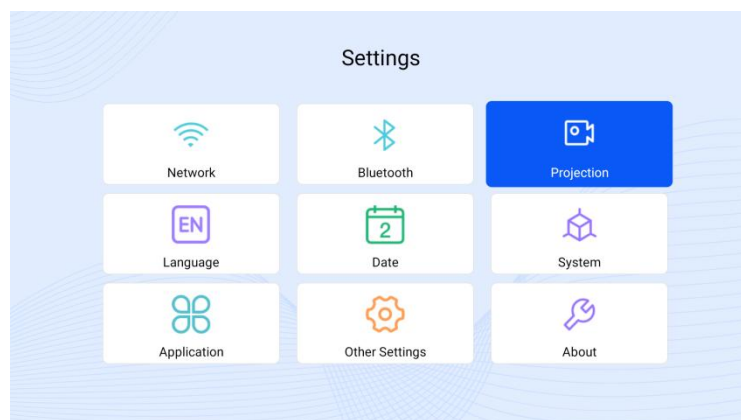 Settings
Network
Bluetooth
Projection
EN
Language
2
Date
System
Application
Other Settings
About